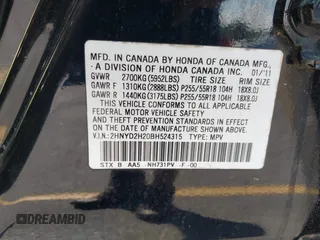 MFD. IN CANADA BY HONDA OF CANADA MFG.,
A DIVISION OF HONDA CANADA INC. 01/'11
GVWR 2700KG(5952LBS) TIRE SIZE RIM SIZE
GAWR F 1310KG(2888LBS) P255/55R18 104H 18X8.0J
GAWR R 1440KG(3175LBS) P255/55R18 104H 18X8.0J
THIS VEHICLE CONFORMS TO ALL APPLICABLE
FEDERAL MOTOR VEHICLE SAFETY
AND THEFT PREVENTION STANDARDS IN EFFECT
ON THE DATE OF MANUFACTURE SHOWN ABOVE.
V.I.N.:2HNYD2H20BH524315 TYPE: MPV
STX B AA5 NH731PV -F -00
DREAMBID